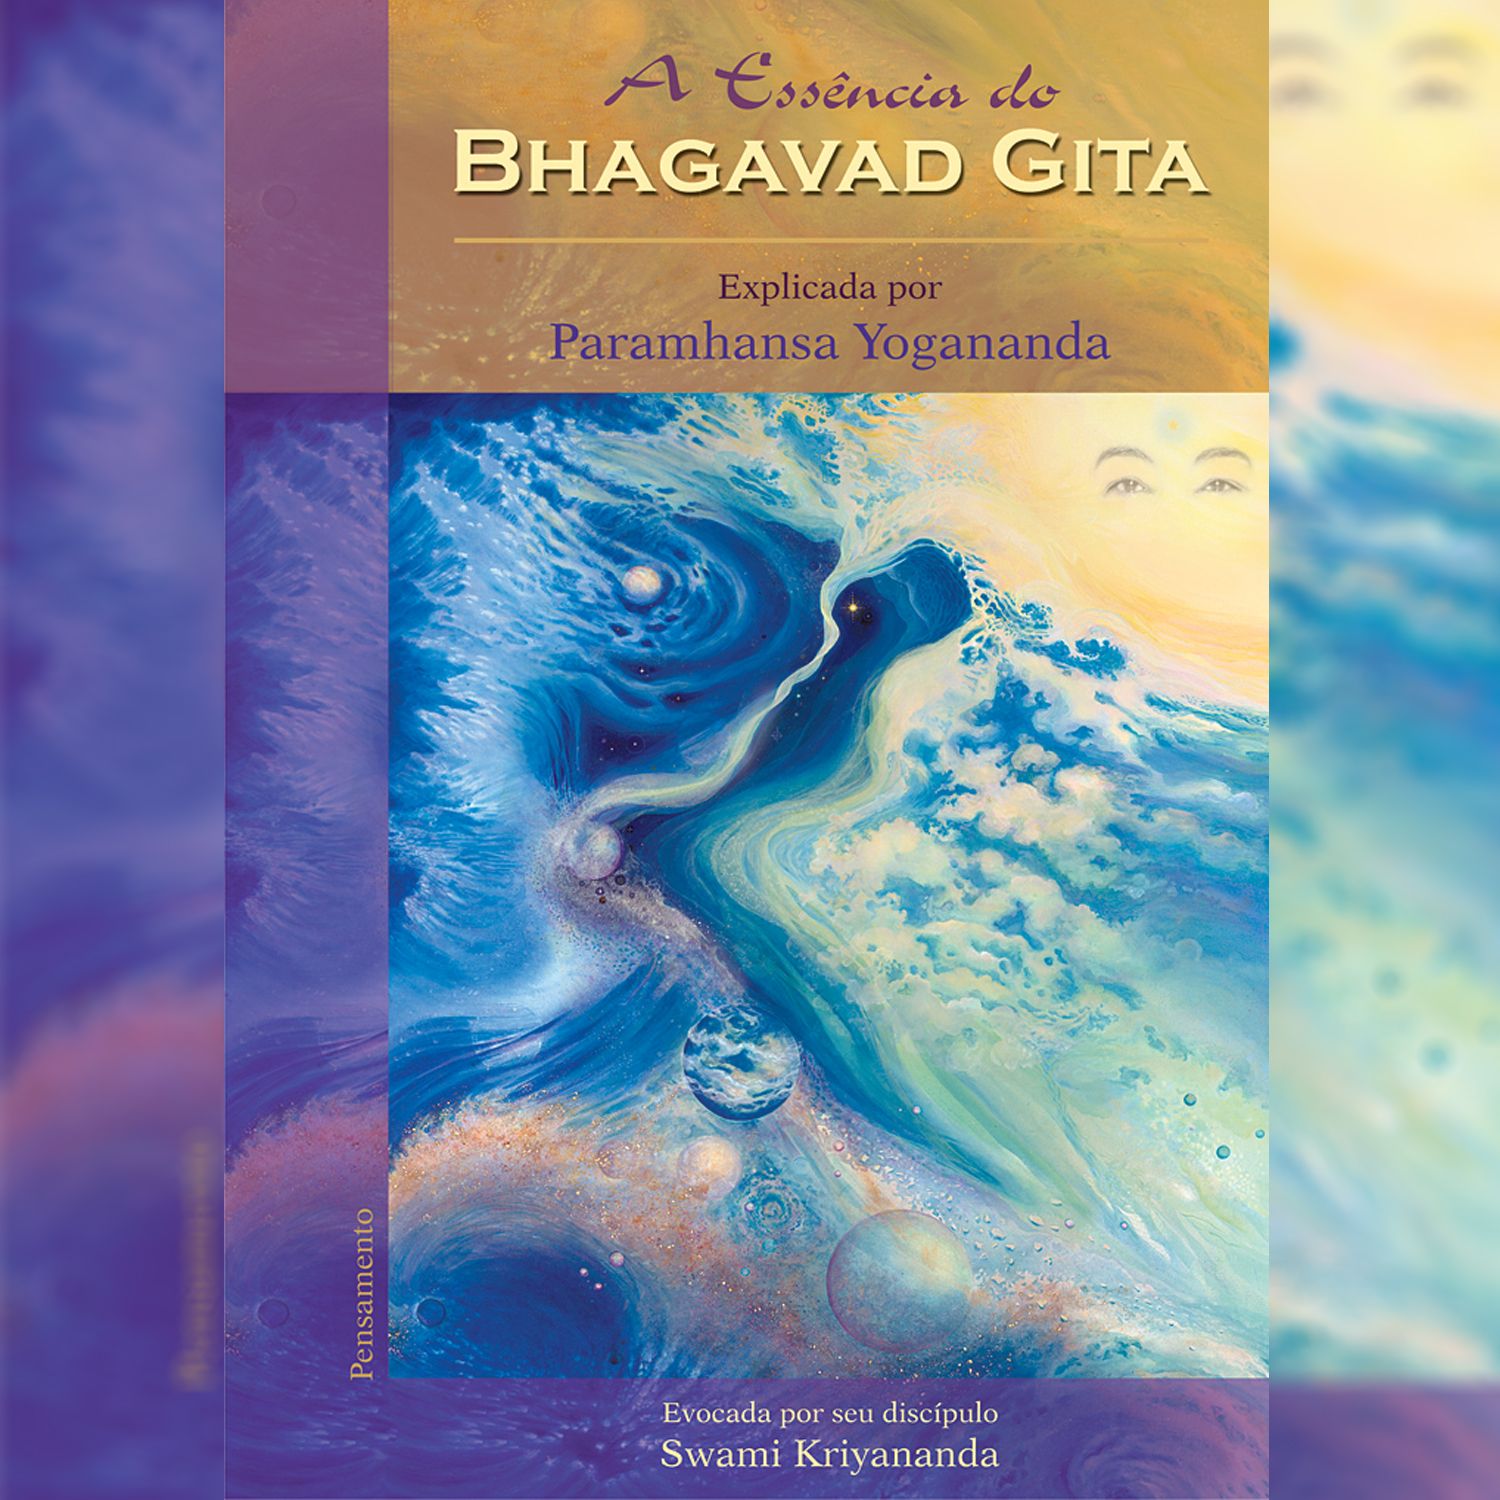 A Essência do
BHAGAVAD GITA
Explicada por
Paramhansa Yogananda
Pensamento
Evocada por seu discípulo
Swami Kriyananda